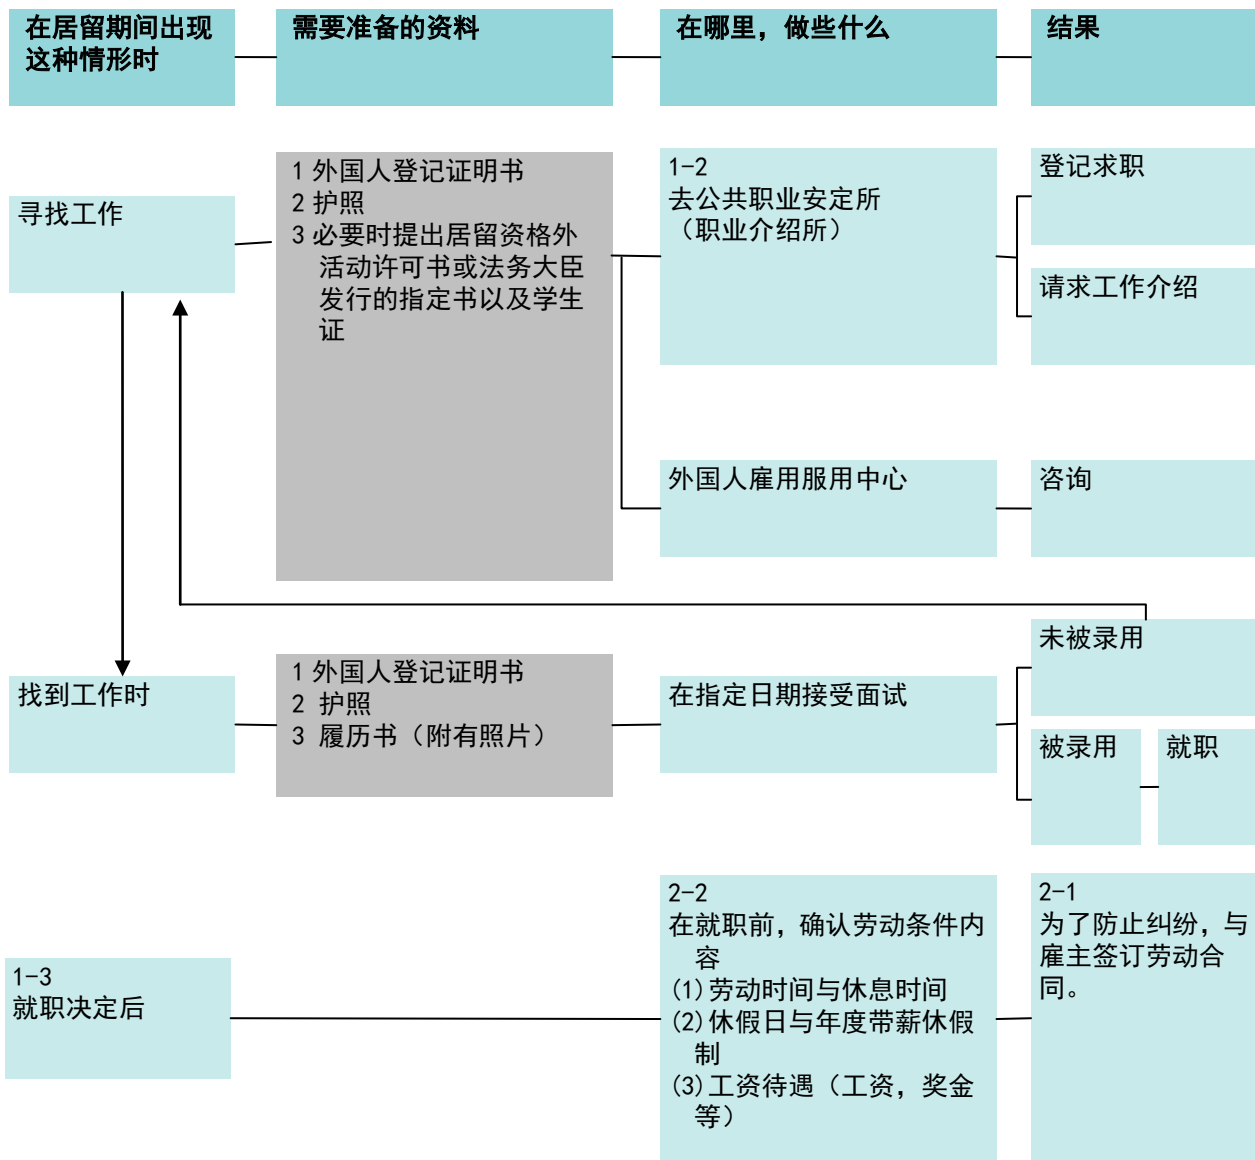 在居留期间出现
这种情形时
需要准备的资料
在哪里，做些什么
结果
寻找工作
1 外国人登记证明书
2 护照
3 必要时提出居留资格外
活动许可书或法务大臣
发行的指定书以及学生
证
1-2
去公共职业安定所
（职业介绍所）
登记求职
请求工作介绍
外国人雇用服用中心
咨询
找到工作时
1 外国人登记证明书
2 护照
3 履历书（附有照片）
在指定日期接受面试
未被录用
被录用
就职
1-3
就职决定后
2-2
在就职前，确认劳动条件内
容
(1)劳动时间与休息时间
(2)休假日与年度带薪休假
制
(3)工资待遇（工资，奖金
等）
2-1
为了防止纠纷，与
雇主签订劳动合
同。